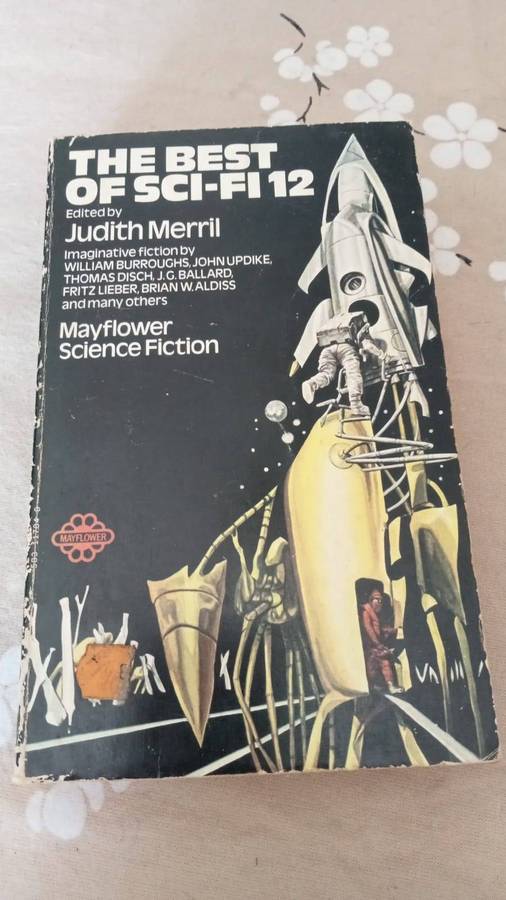 THE BEST
OF SCI-FI 12
Edited by
Judith Merril
Imaginative fiction by
WILLIAM BURROUGHS, JOHN UPDIKE,
THOMAS DISCH, J.G. BALLARD,
FRITZ LIEBER, BRIAN W. ALDISS
and many others
Mayflower
Science Fiction
MAYFLOWER